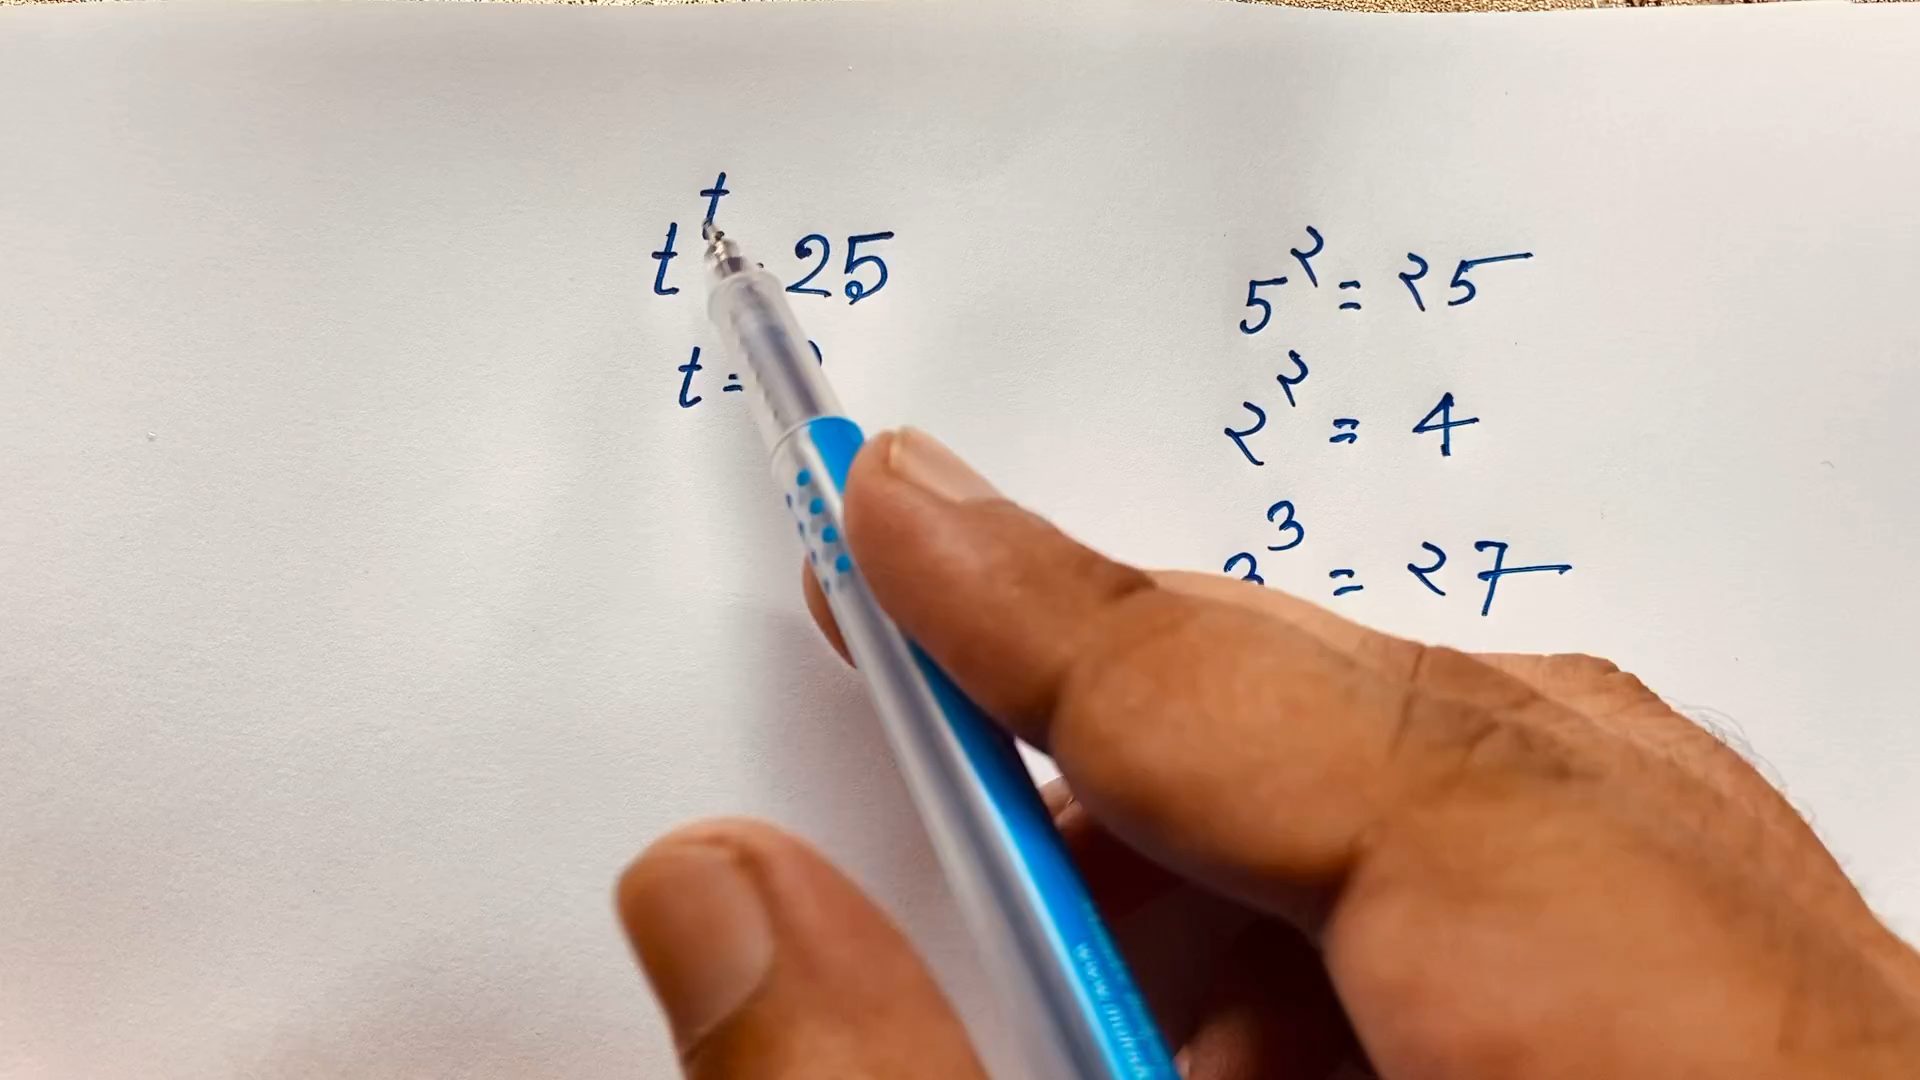 t^t = 25
t =
5^2 = 25
2^2 = 4
3^3 = 27